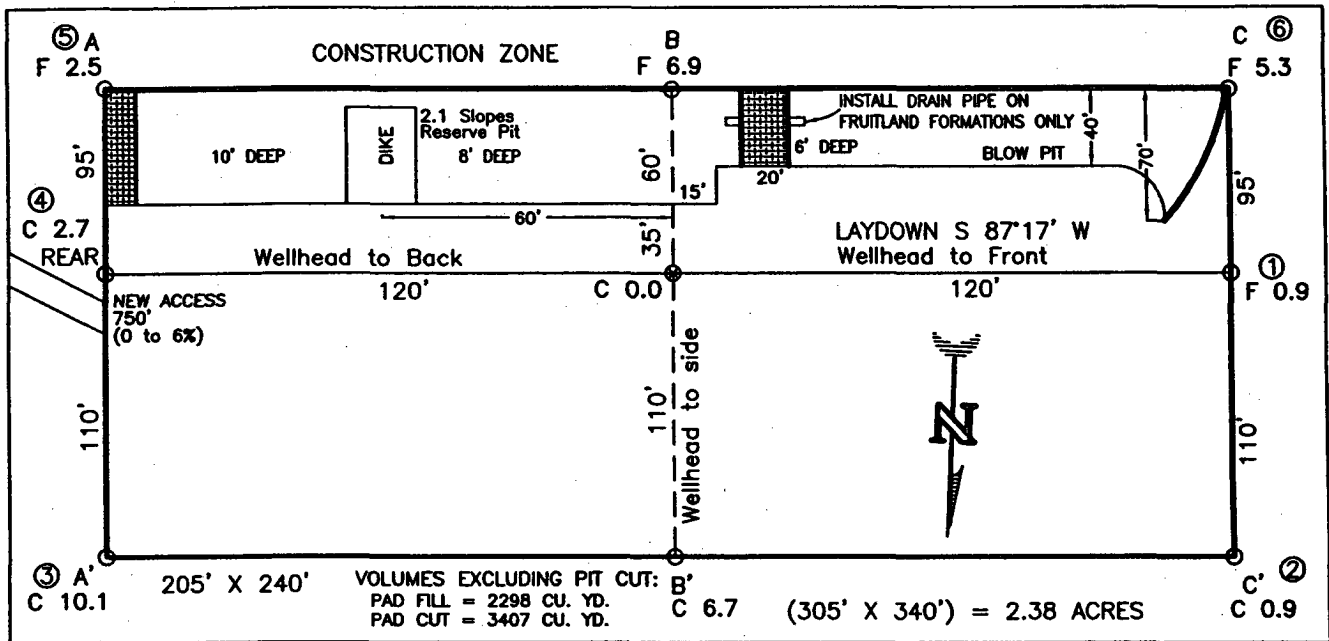 ⑤ A
F 2.5
CONSTRUCTION ZONE
B
F 6.9
C ⑥
F 5.3
95'
10' DEEP
DIKE
2.1 Slopes
Reserve Pit
8' DEEP
60'
15'
20'
INSTALL DRAIN PIPE ON
FRUITLAND FORMATIONS ONLY
6' DEEP
BLOW PIT
40'
70'
95'
④
C 2.7
REAR
60'
35'
LAYDOWN S 87°17' W
Wellhead to Front
Wellhead to Back
120'
C 0.0
120'
①
F 0.9
NEW ACCESS
750'
(0 to 6%)
110'
110'
Wellhead to side
N
110'
③ A'
C 10.1
205' X 240'
VOLUMES EXCLUDING PIT CUT:
PAD FILL = 2298 CU. YD.
PAD CUT = 3407 CU. YD.
B'
C 6.7
(305' X 340') = 2.38 ACRES
C' ②
C 0.9